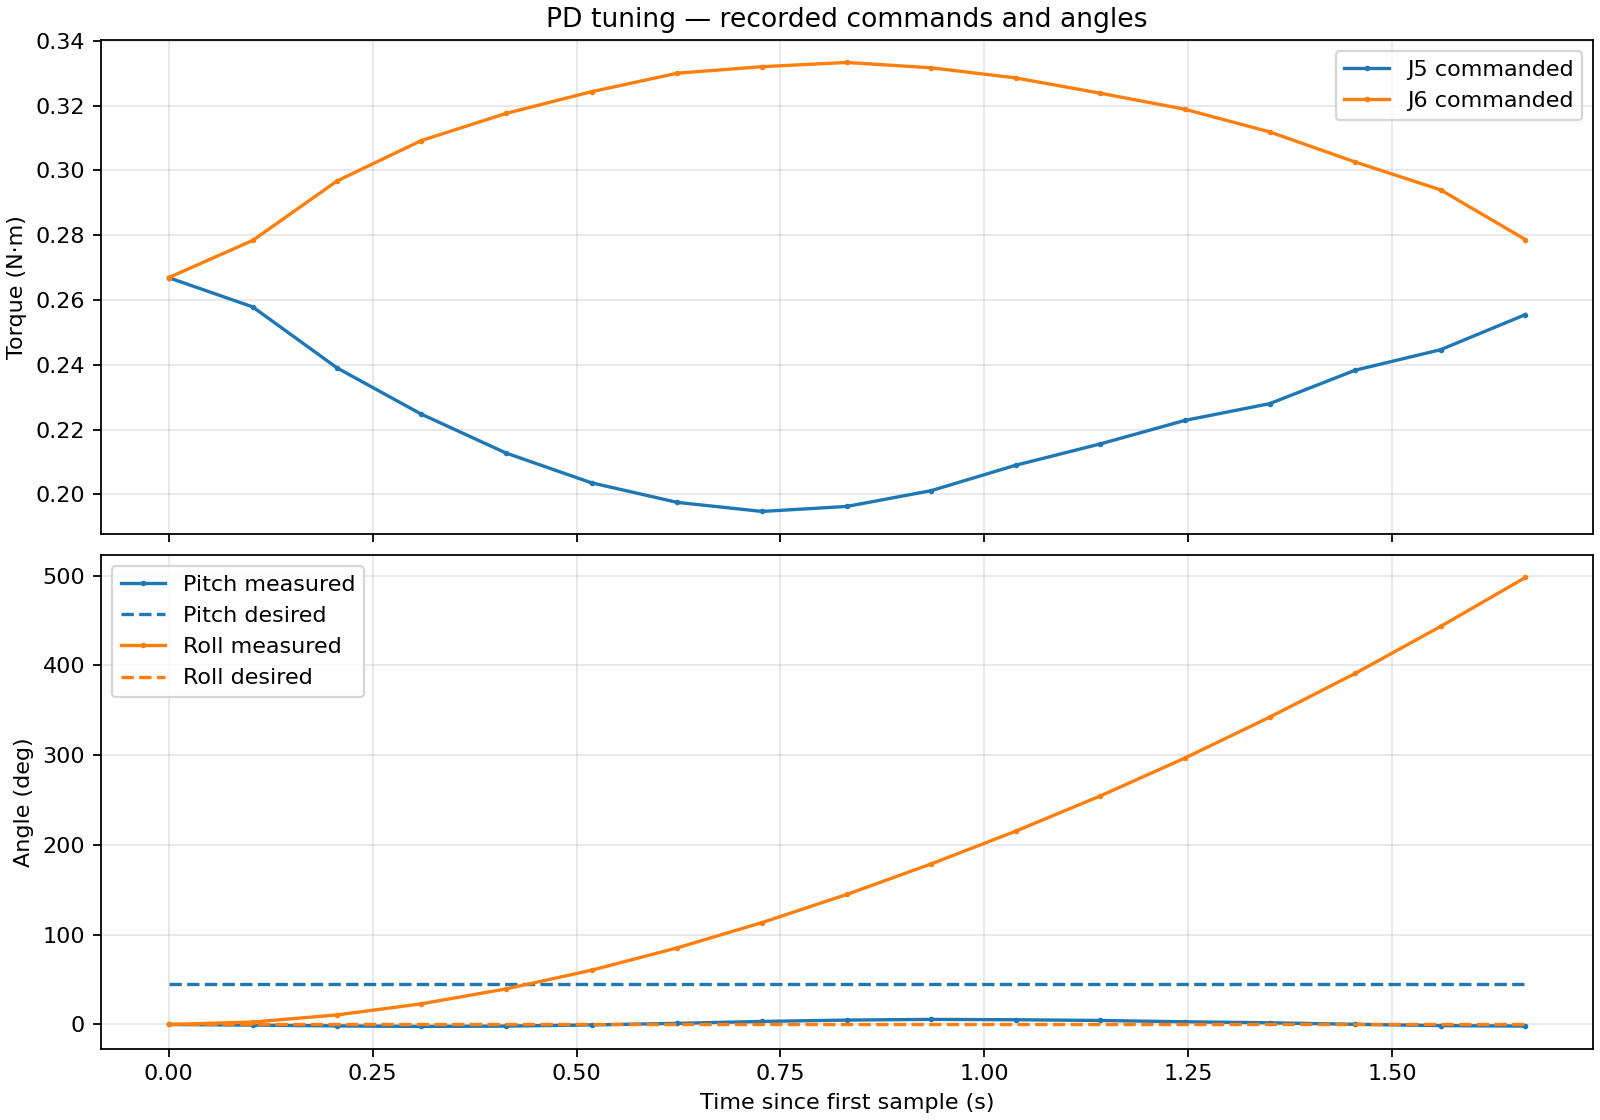 PD tuning — recorded commands and angles
0.34
0.32
0.30
0.28
0.26
0.24
0.22
0.20
Torque (N·m)
J5 commanded
J6 commanded
500
400
300
200
100
0
Angle (deg)
Pitch measured
Pitch desired
Roll measured
Roll desired
0.00 0.25 0.50 0.75 1.00 1.25 1.50
Time since first sample (s)